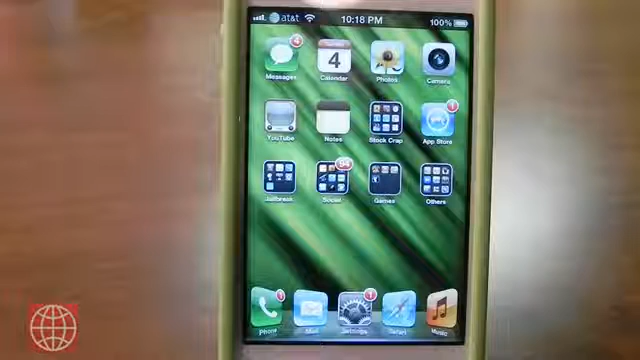 at&t 10:18 PM 100%
4 4
Messages Calendar Photos Camera
1
YouTube Notes Stock Crap App Store
94
Jailbreak Social Games Others
1 1
Phone Mail Settings Safari Music